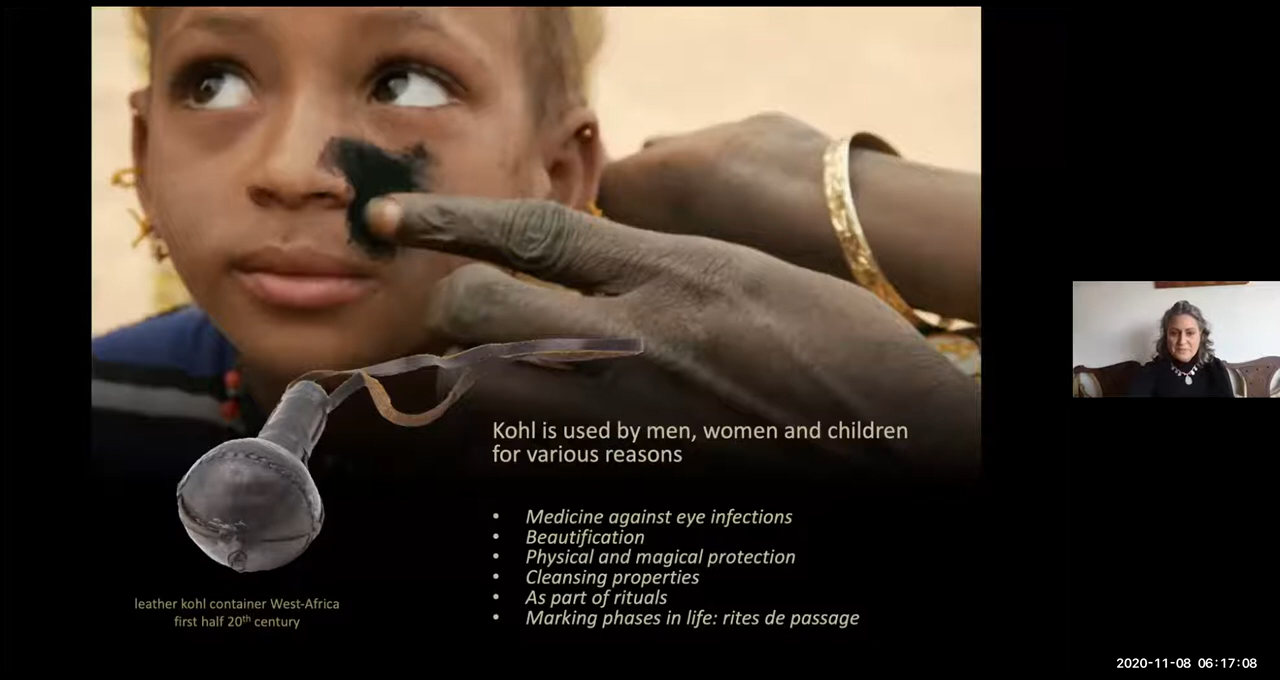 Kohl is used by men, women and children
for various reasons
• Medicine against eye infections
• Beautification
• Physical and magical protection
• Cleansing properties
• As part of rituals
• Marking phases in life: rites de passage
leather kohl container West-Africa
first half 20th century
2020-11-08 06:17:08